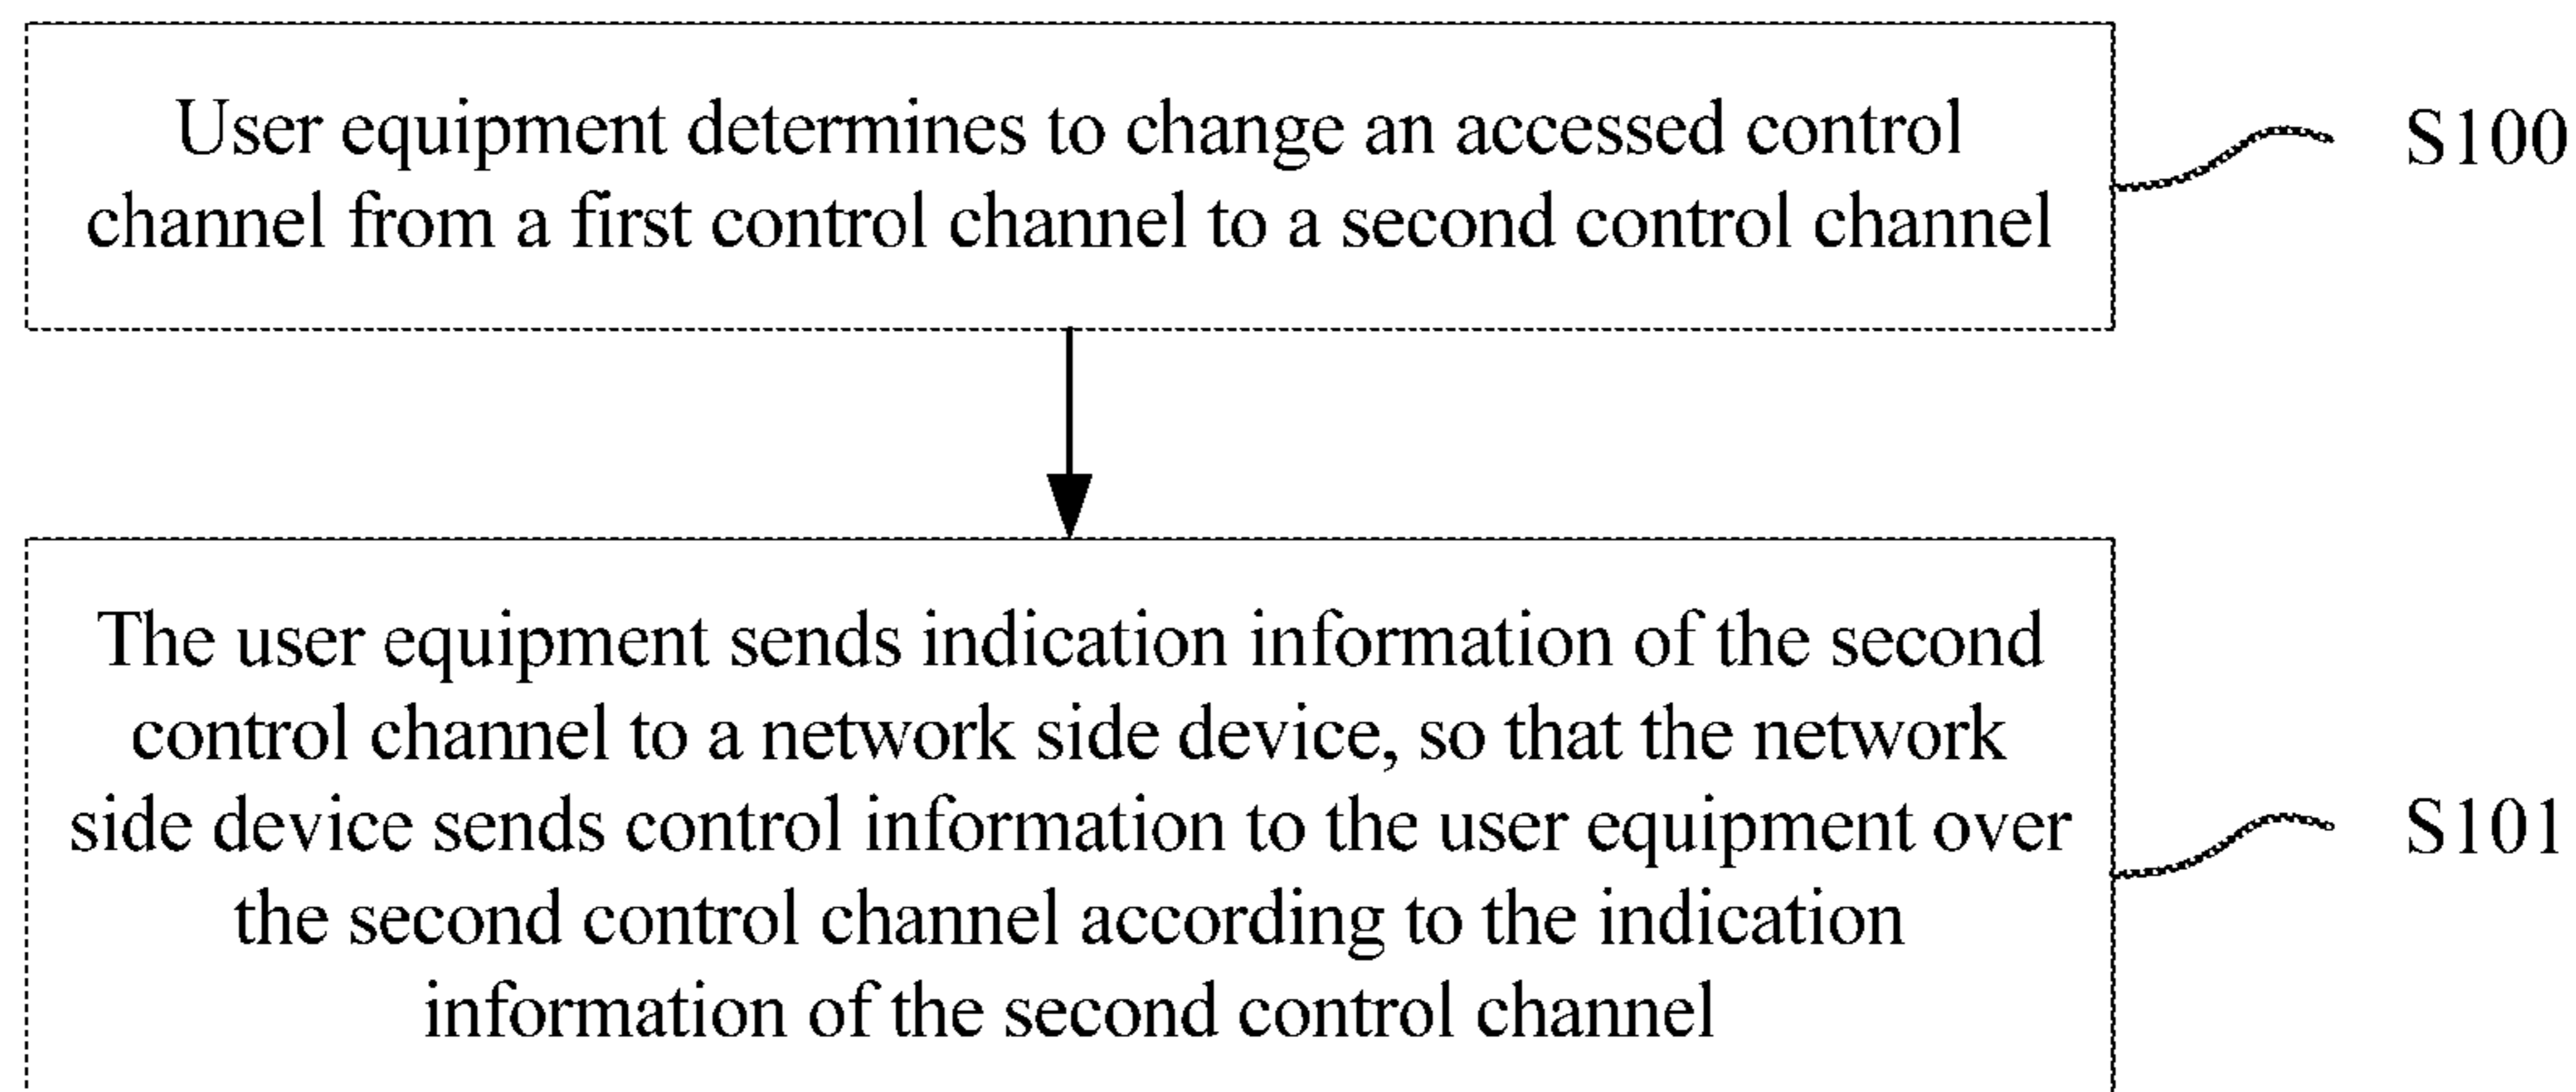 User equipment determines to change an accessed control
channel from a first control channel to a second control channel
S100
The user equipment sends indication information of the second
control channel to a network side device, so that the network
side device sends control information to the user equipment over
the second control channel according to the indication
information of the second control channel
S101